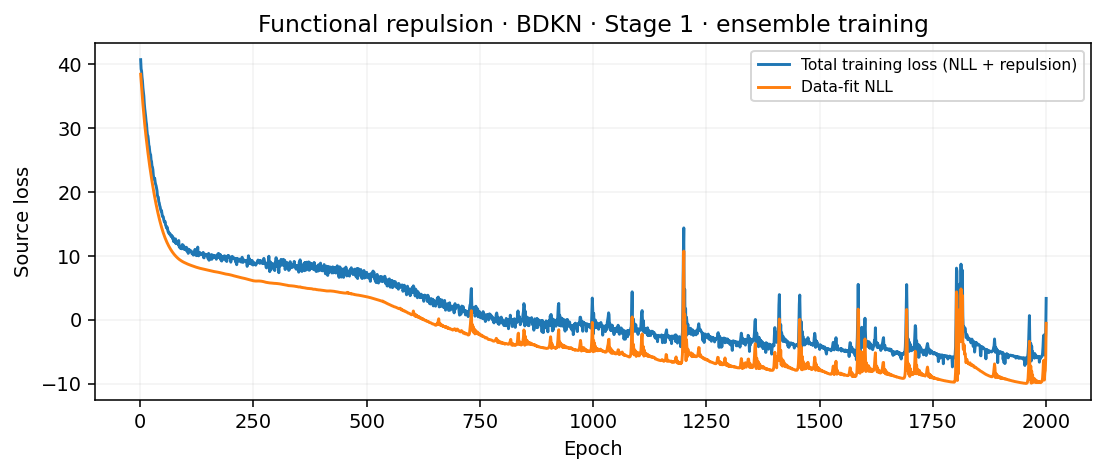 Functional repulsion · BDKN · Stage 1 · ensemble training
Total training loss (NLL + repulsion)
Data-fit NLL
Source loss
40
30
20
10
0
−10
0 250 500 750 1000 1250 1500 1750 2000
Epoch